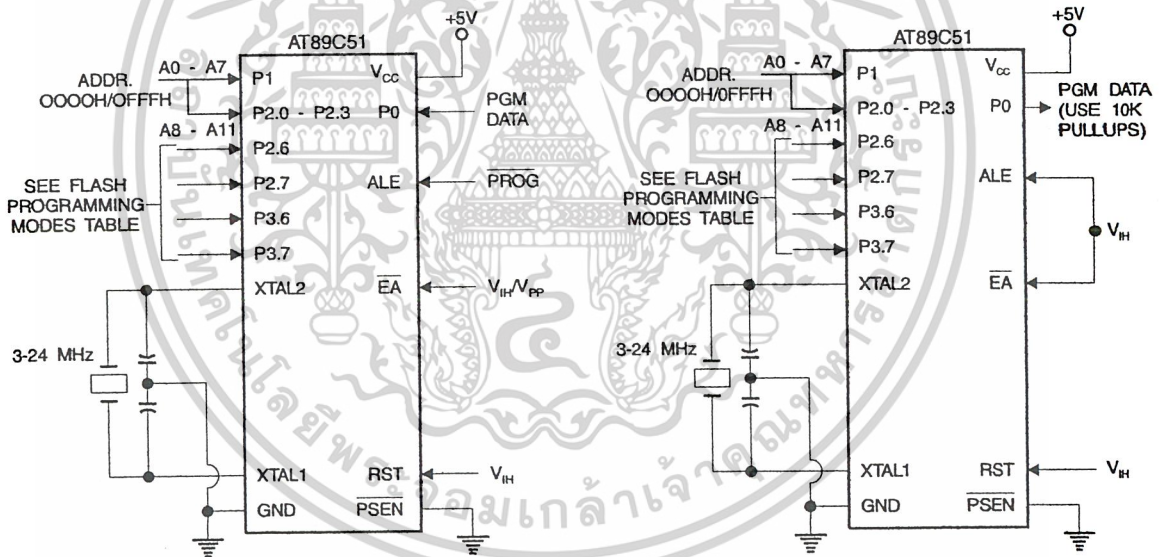 +5V
AT89C51
ADDR.
OOOOH/OFFFH
A0 - A7
P1
VCC
P2.0 - P2.3
P0
PGM
DATA
A8 - A11
P2.6
P2.7
ALE
PROG
SEE FLASH
PROGRAMMING
MODES TABLE
P3.6
P3.7
XTAL2
EA
VIH/VPP
3-24 MHz
XTAL1
RST
VIH
GND
PSEN
+5V
AT89C51
ADDR.
OOOOH/0FFFH
A0 - A7
P1
VCC
P2.0 - P2.3
P0
PGM DATA
(USE 10K
PULLUPS)
A8 - A11
P2.6
P2.7
ALE
SEE FLASH
PROGRAMMING
MODES TABLE
P3.6
P3.7
VIH
XTAL2
EA
3-24 MHz
XTAL1
RST
VIH
GND
PSEN